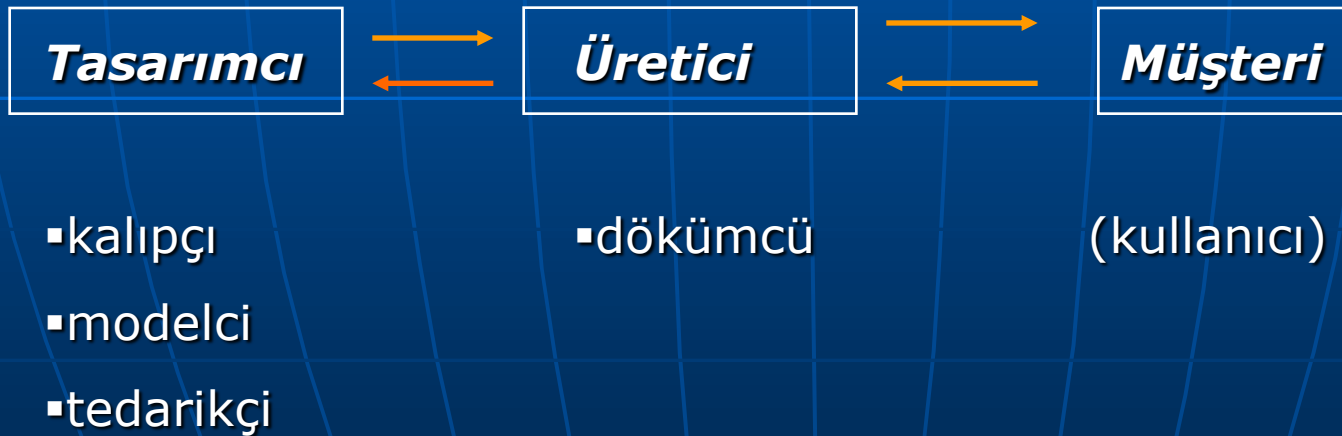 Tasarımcı Üretici Müşteri
▪kalıpçı ▪dökümcü (kullanıcı)
▪modelci
▪tedarikçi